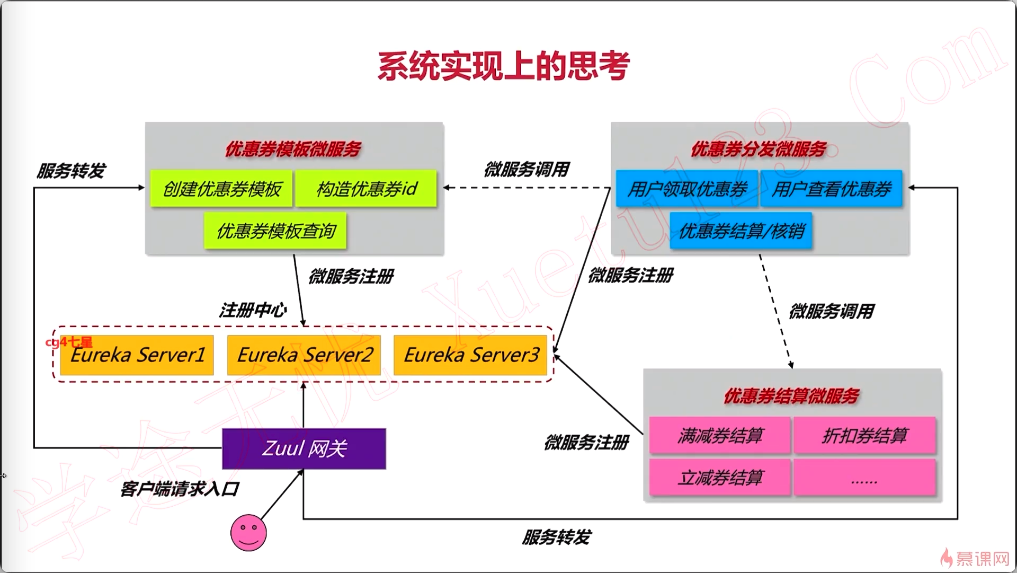 系统实现上的思考
优惠券模板微服务
创建优惠券模板
构造优惠券id
优惠券模板查询
服务转发
微服务调用
优惠券分发微服务
用户领取优惠券
用户查看优惠券
优惠券结算/核销
微服务注册
微服务注册
微服务调用
注册中心
cg4七星
Eureka Server1
Eureka Server2
Eureka Server3
优惠券结算微服务
满减券结算
折扣券结算
立减券结算
......
微服务注册
Zuul 网关
客户端请求入口
服务转发
学途无忧 Xuetu123.Com
慕课网